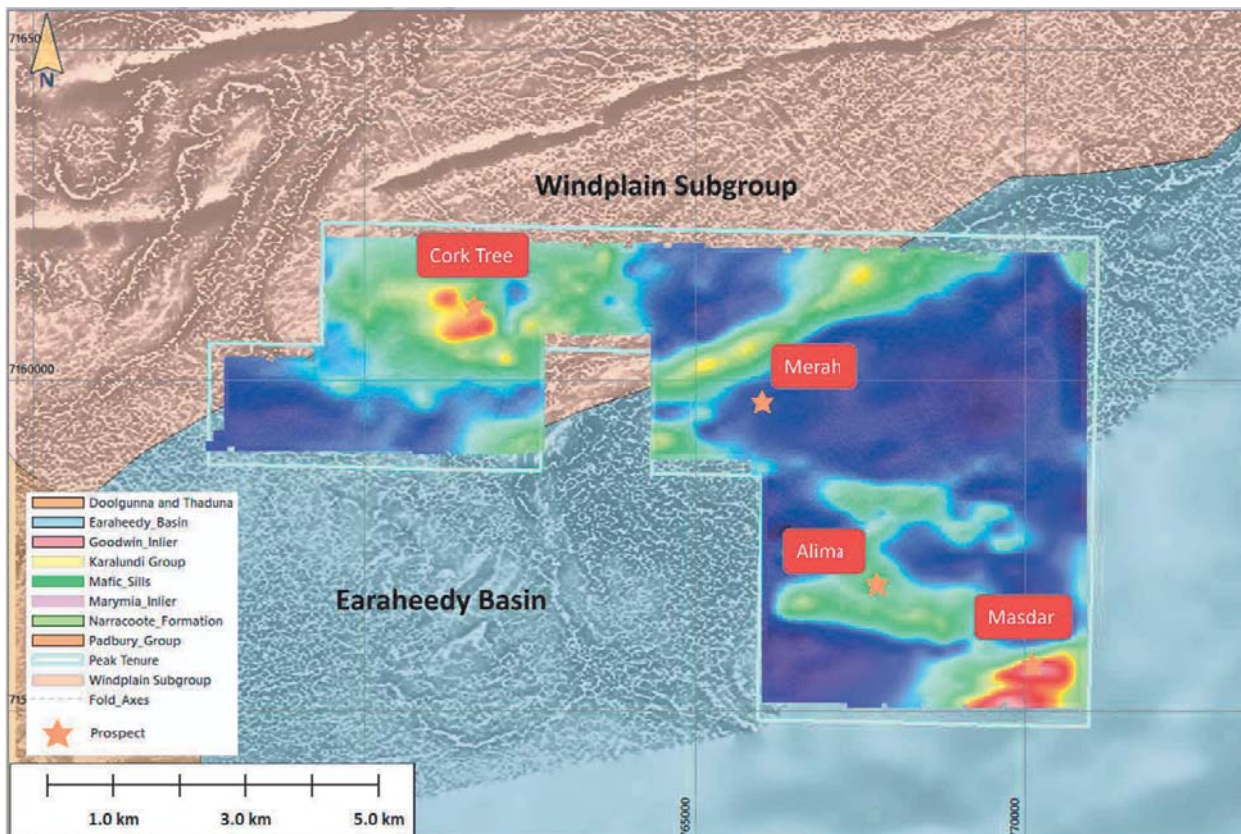 7165
N
Windplain Subgroup
Cork Tree
7160000
Merah
Doolgunna and Thaduna
Earaheedy_Basin
Goodwin_Inlier
Karalundi Group
Mafic_Sills
Marymia_Inlier
Narracoote_Formation
Padbury_Group
Peak Tenure
Windplain Subgroup
Fold_Axes
Prospect
Alima
Earaheedy Basin
Masdar
715
1.0 km 3.0 km 5.0 km
765000
770000